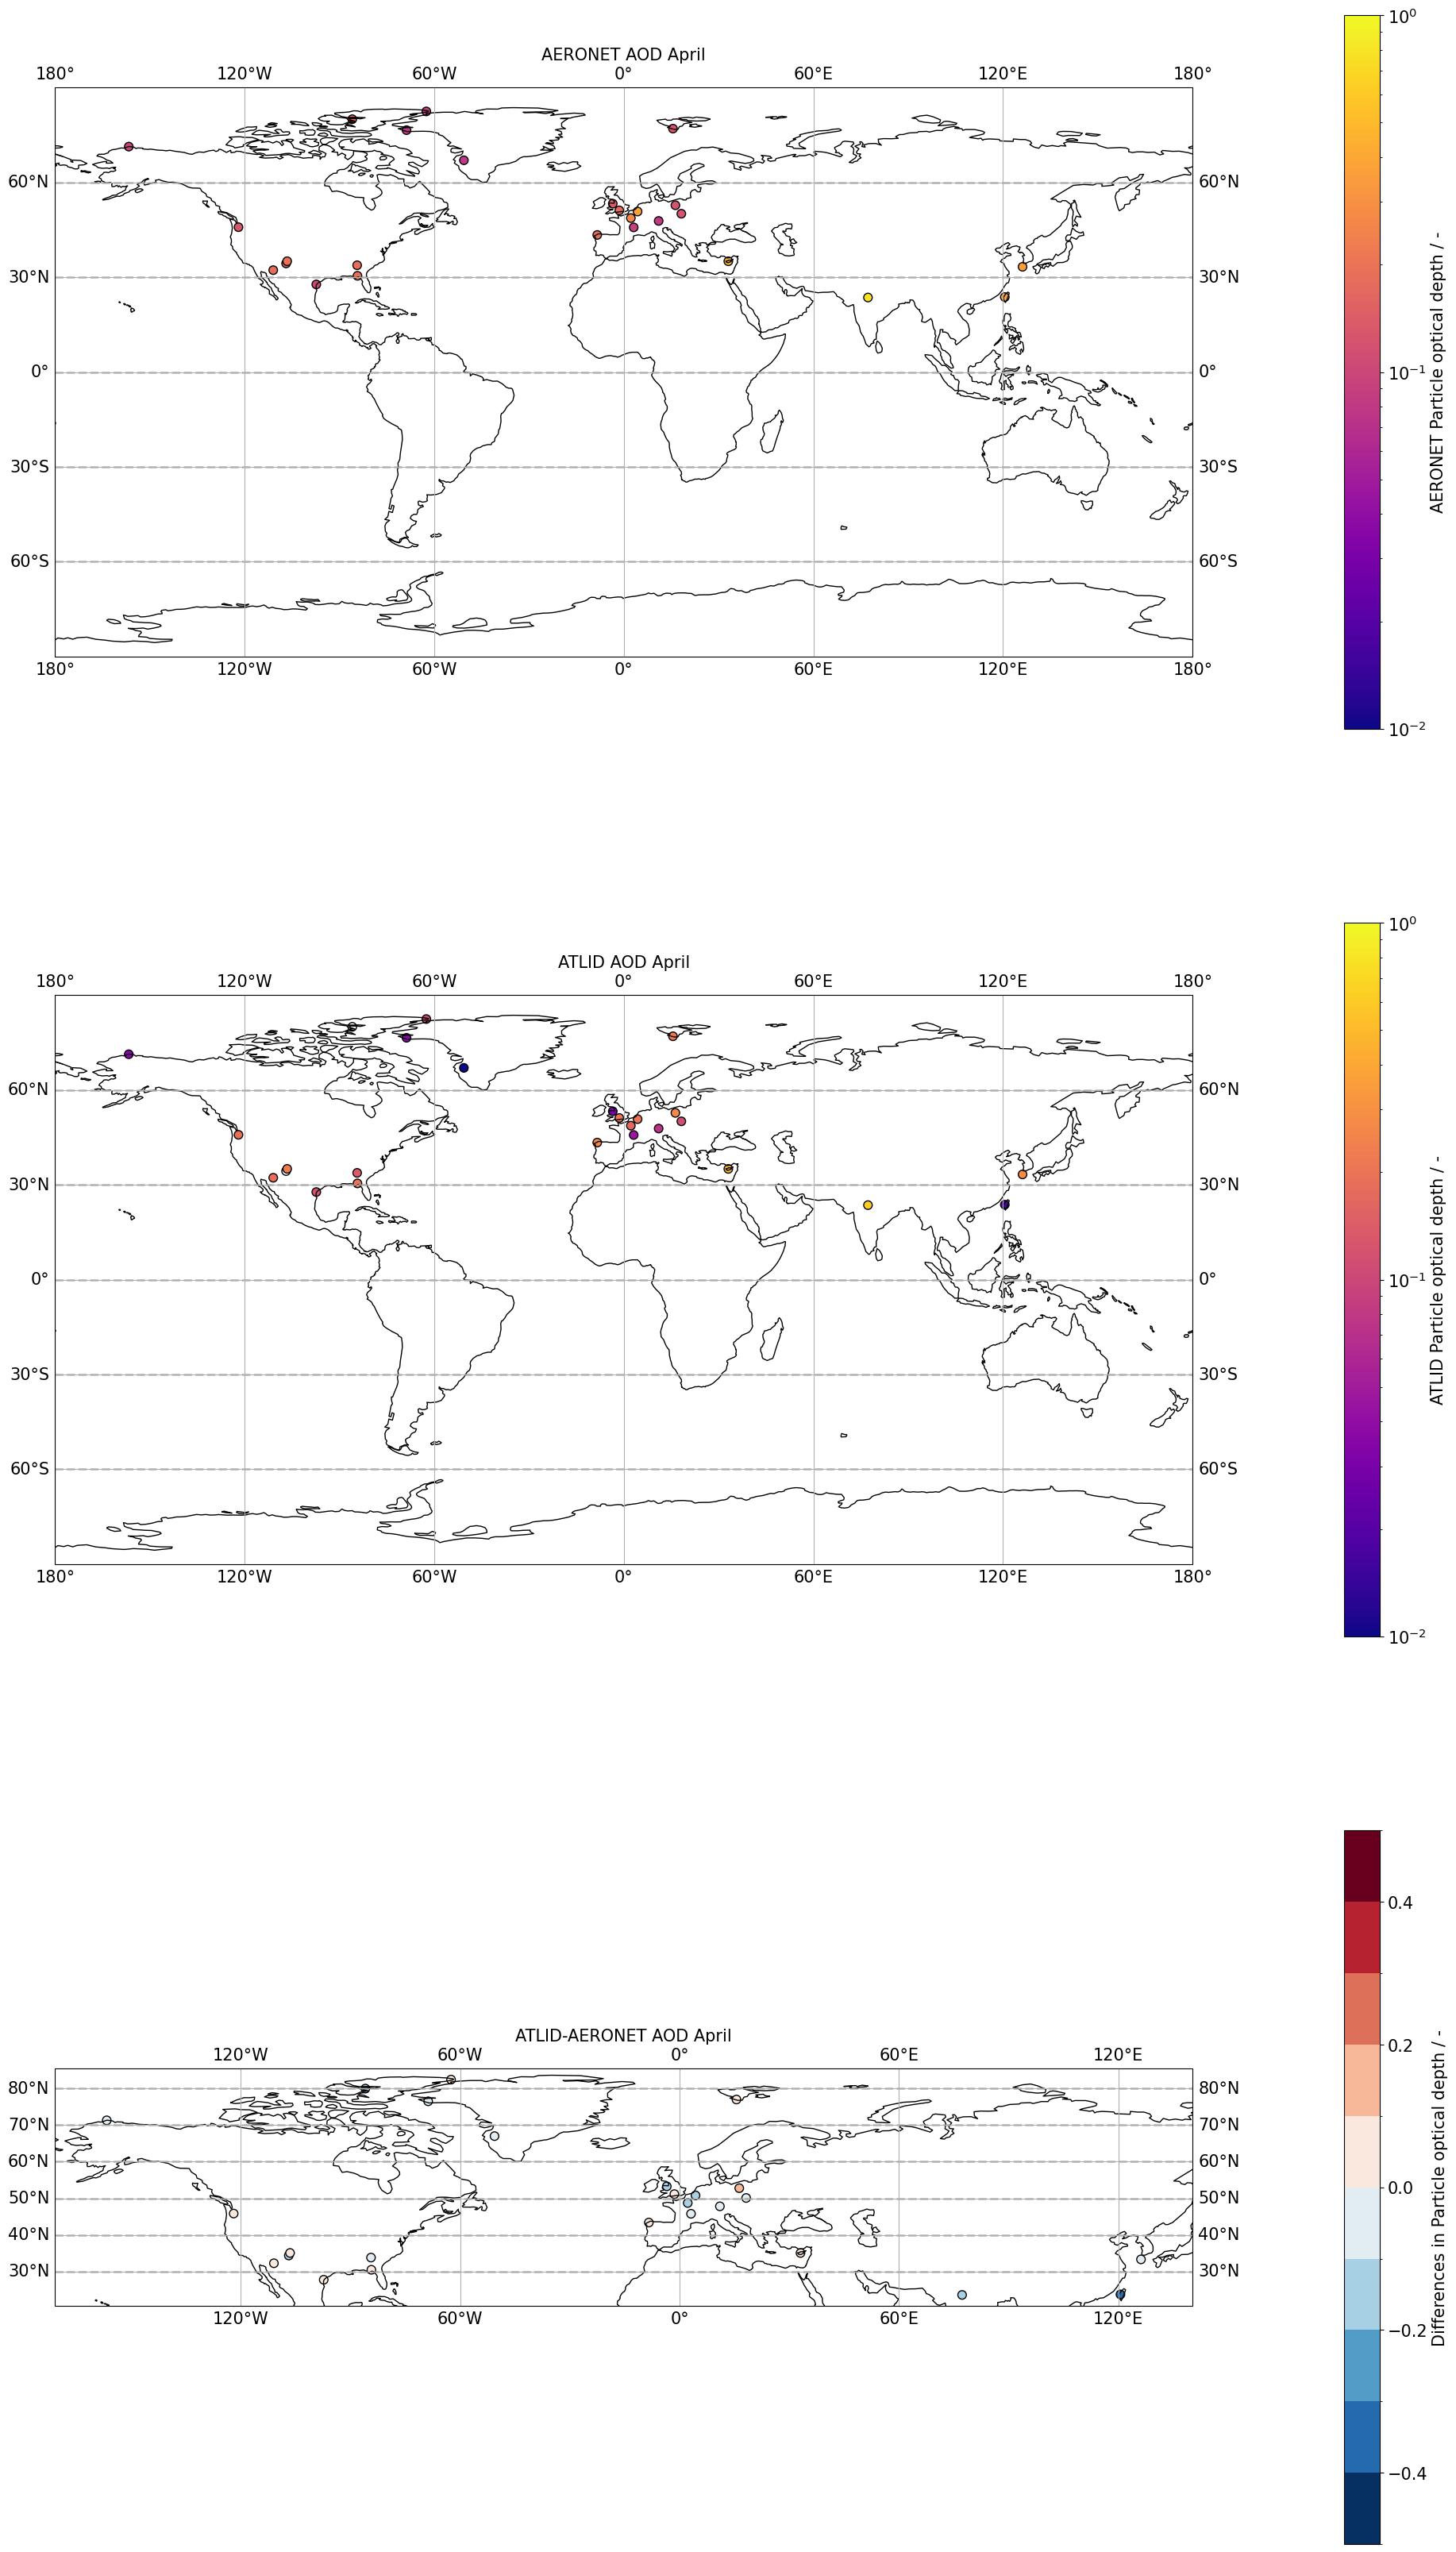 AERONET AOD April
180° 120°W 60°W 0° 60°E 120°E 180°
60°N 60°N
30°N 30°N
0° 0°
30°S 30°S
60°S 60°S
180° 120°W 60°W 0° 60°E 120°E 180°
10⁰
10⁻¹
10⁻²
AERONET Particle optical depth / -
ATLID AOD April
180° 120°W 60°W 0° 60°E 120°E 180°
60°N 60°N
30°N 30°N
0° 0°
30°S 30°S
60°S 60°S
180° 120°W 60°W 0° 60°E 120°E 180°
10⁰
10⁻¹
10⁻²
ATLID Particle optical depth / -
ATLID-AERONET AOD April
120°W 60°W 0° 60°E 120°E
80°N 80°N
70°N 70°N
60°N 60°N
50°N 50°N
40°N 40°N
30°N 30°N
120°W 60°W 0° 60°E 120°E
0.4
0.2
0.0
−0.2
−0.4
Differences in Particle optical depth / -